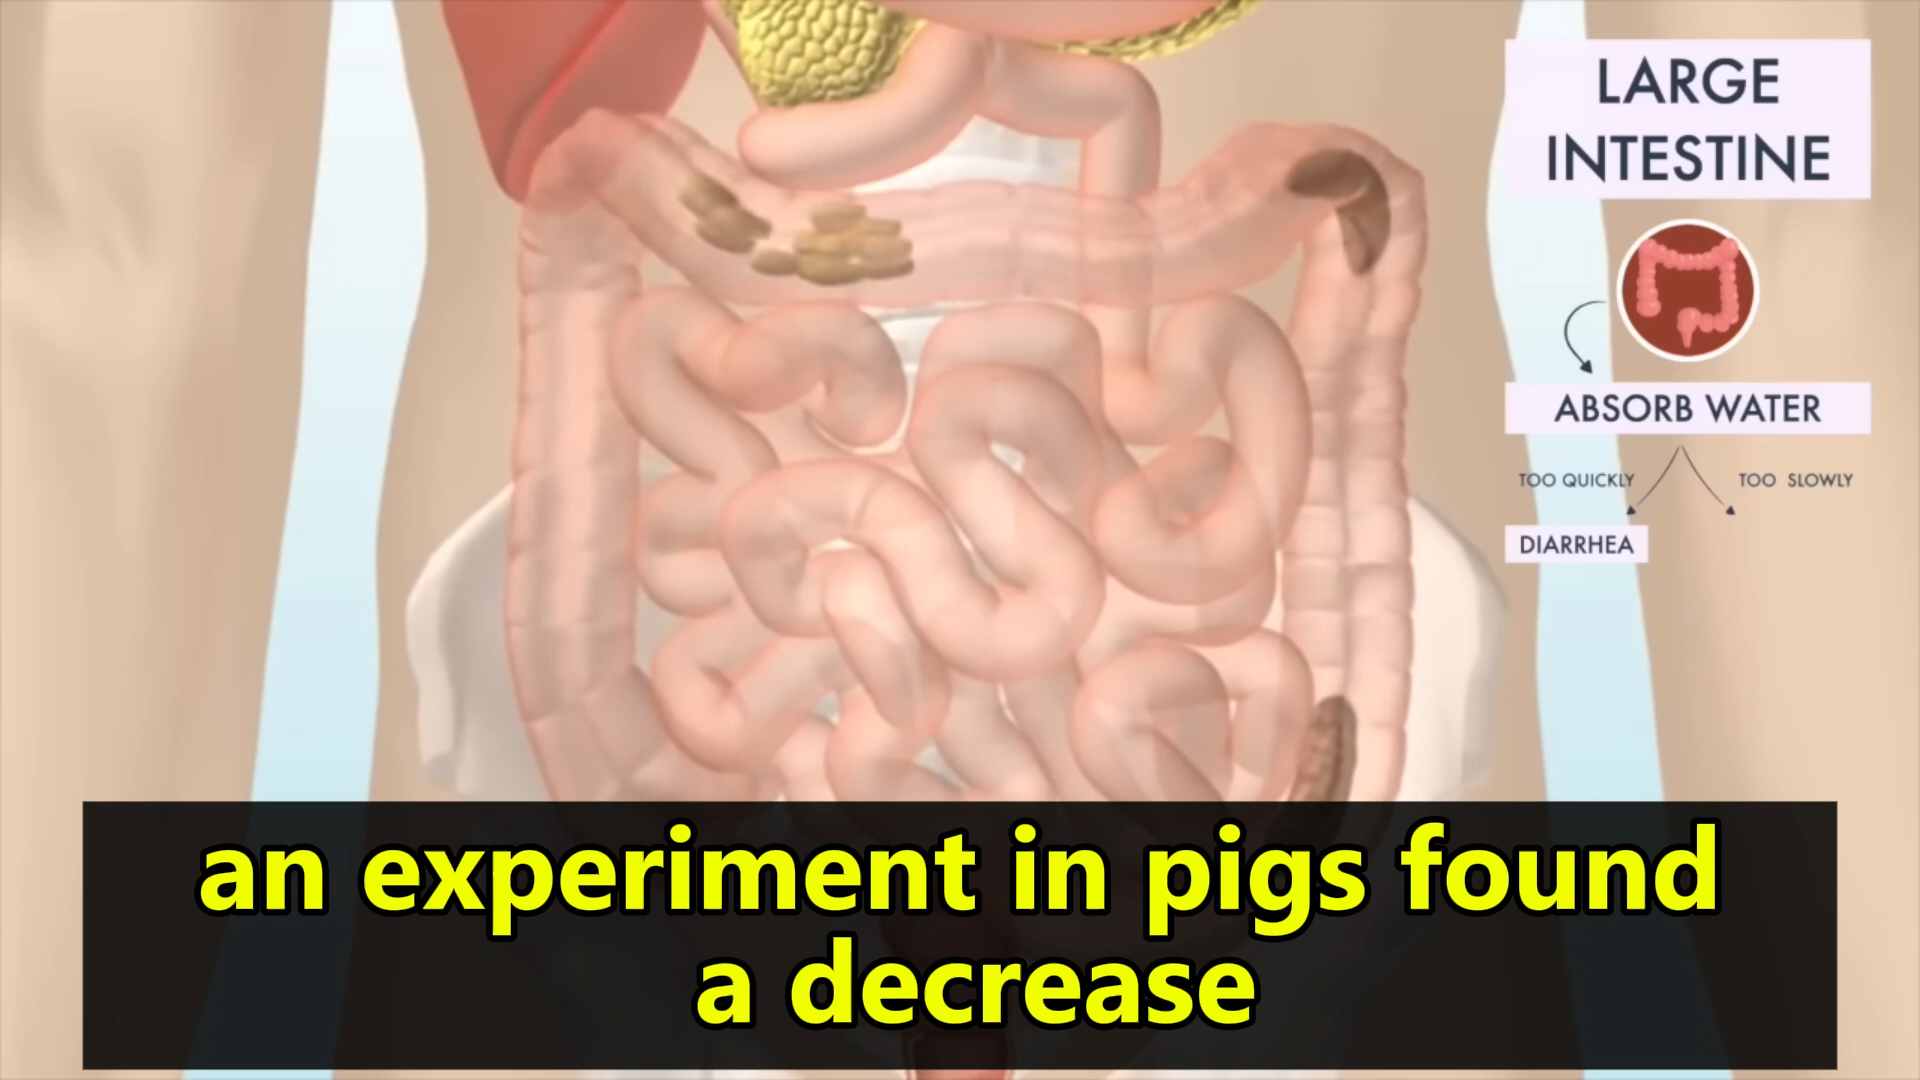 LARGE
INTESTINE
ABSORB WATER
TOO QUICKLY
TOO SLOWLY
DIARRHEA
an experiment in pigs found
a decrease